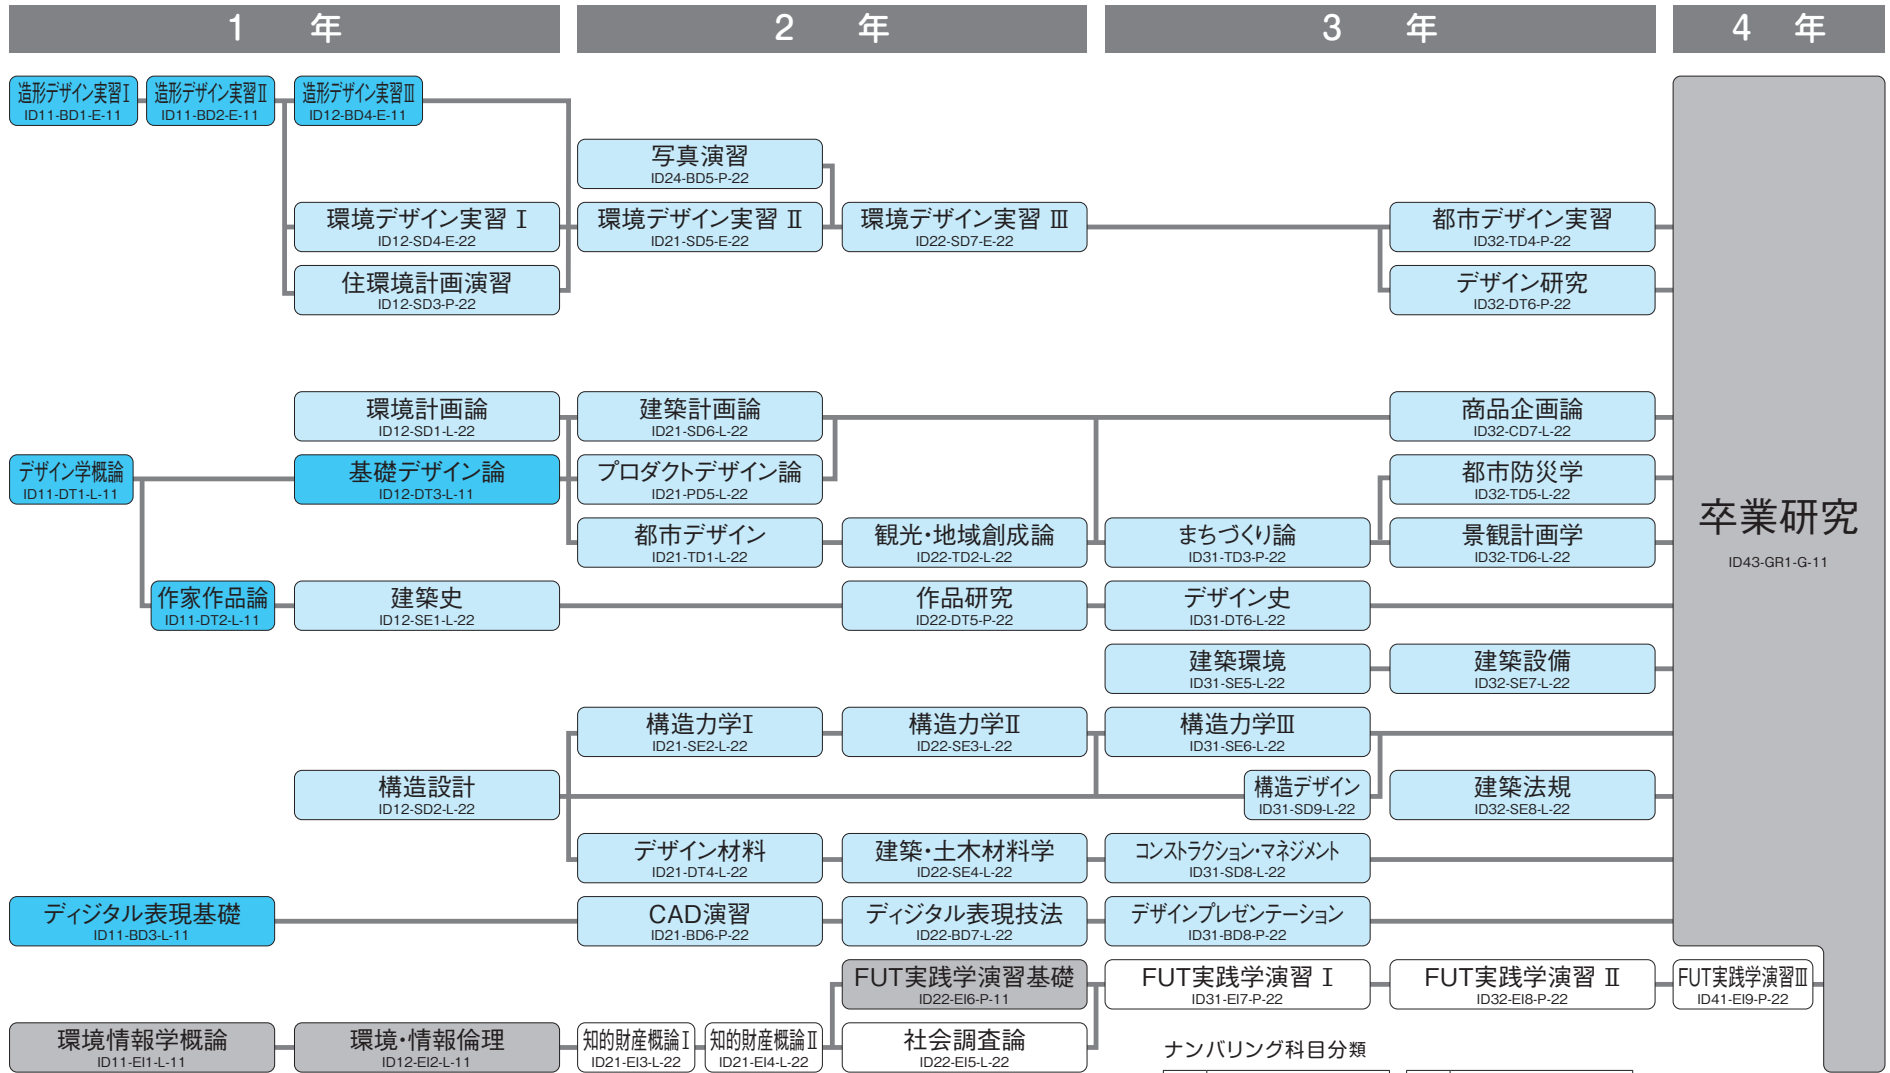 1 年
2 年
3 年
4 年
造形デザイン実習Ⅰ
ID11-BD1-E-11
造形デザイン実習Ⅱ
ID11-BD2-E-11
造形デザイン実習Ⅲ
ID12-BD4-E-11
写真演習
ID24-BD5-P-22
環境デザイン実習 Ⅰ
ID12-SD4-E-22
環境デザイン実習 Ⅱ
ID21-SD5-E-22
環境デザイン実習 Ⅲ
ID22-SD7-E-22
都市デザイン実習
ID32-TD4-P-22
住環境計画演習
ID12-SD3-P-22
デザイン研究
ID32-DT6-P-22
環境計画論
ID12-SD1-L-22
建築計画論
ID21-SD6-L-22
商品企画論
ID32-CD7-L-22
デザイン学概論
ID11-DT1-L-11
基礎デザイン論
ID12-DT3-L-11
プロダクトデザイン論
ID21-PD5-L-22
都市防災学
ID32-TD5-L-22
都市デザイン
ID21-TD1-L-22
観光・地域創成論
ID22-TD2-L-22
まちづくり論
ID31-TD3-P-22
景観計画学
ID32-TD6-L-22
卒業研究
ID43-GR1-G-11
作家作品論
ID11-DT2-L-11
建築史
ID12-SE1-L-22
作品研究
ID22-DT5-P-22
デザイン史
ID31-DT6-L-22
建築環境
ID31-SE5-L-22
建築設備
ID32-SE7-L-22
構造力学Ⅰ
ID21-SE2-L-22
構造力学Ⅱ
ID22-SE3-L-22
構造力学Ⅲ
ID31-SE6-L-22
構造設計
ID12-SD2-L-22
構造デザイン
ID31-SD9-L-22
建築法規
ID32-SE8-L-22
デザイン材料
ID21-DT4-L-22
建築・土木材料学
ID22-SE4-L-22
コンストラクション・マネジメント
ID31-SD8-L-22
ディジタル表現基礎
ID11-BD3-L-11
CAD演習
ID21-BD6-P-22
ディジタル表現技法
ID22-BD7-L-22
デザインプレゼンテーション
ID31-BD8-P-22
FUT実践学演習基礎
ID22-EI6-P-11
FUT実践学演習 Ⅰ
ID31-EI7-P-22
FUT実践学演習 Ⅱ
ID32-EI8-P-22
FUT実践学演習Ⅲ
ID41-EI9-P-22
環境情報学概論
ID11-EI1-L-11
環境・情報倫理
ID12-EI2-L-11
知的財産概論Ⅰ
ID21-EI3-L-22
知的財産概論Ⅱ
ID21-EI4-L-22
社会調査論
ID22-EI5-L-22
ナンバリング科目分類